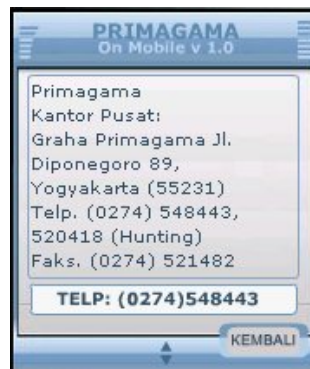 PRIMAGAMA
On Mobile v 1.0
Primagama
Kantor Pusat:
Graha Primagama Jl.
Diponegoro 89,
Yogyakarta (55231)
Telp. (0274) 548443,
520418 (Hunting)
Faks. (0274) 521482
TELP: (0274)548443
KEMBALI